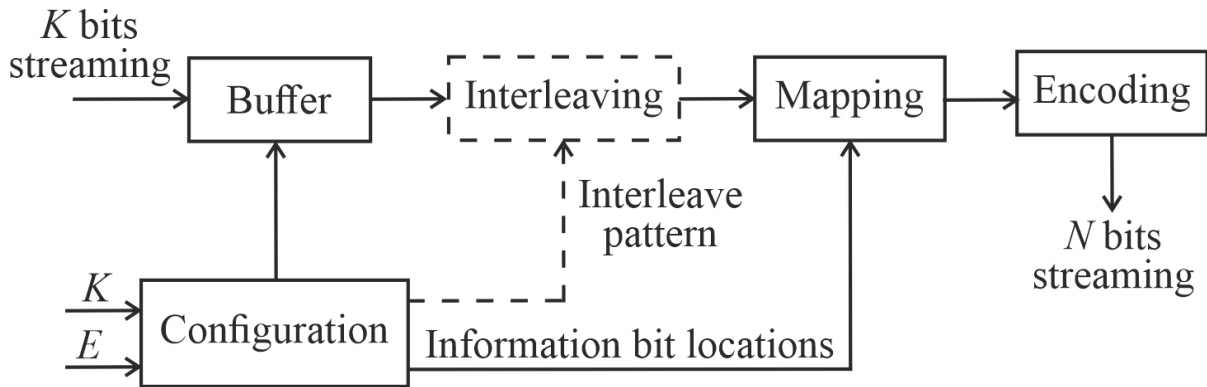 K bits
streaming
Buffer
Interleaving
Mapping
Encoding
Interleave
pattern
N bits
streaming
K
E
Configuration
Information bit locations